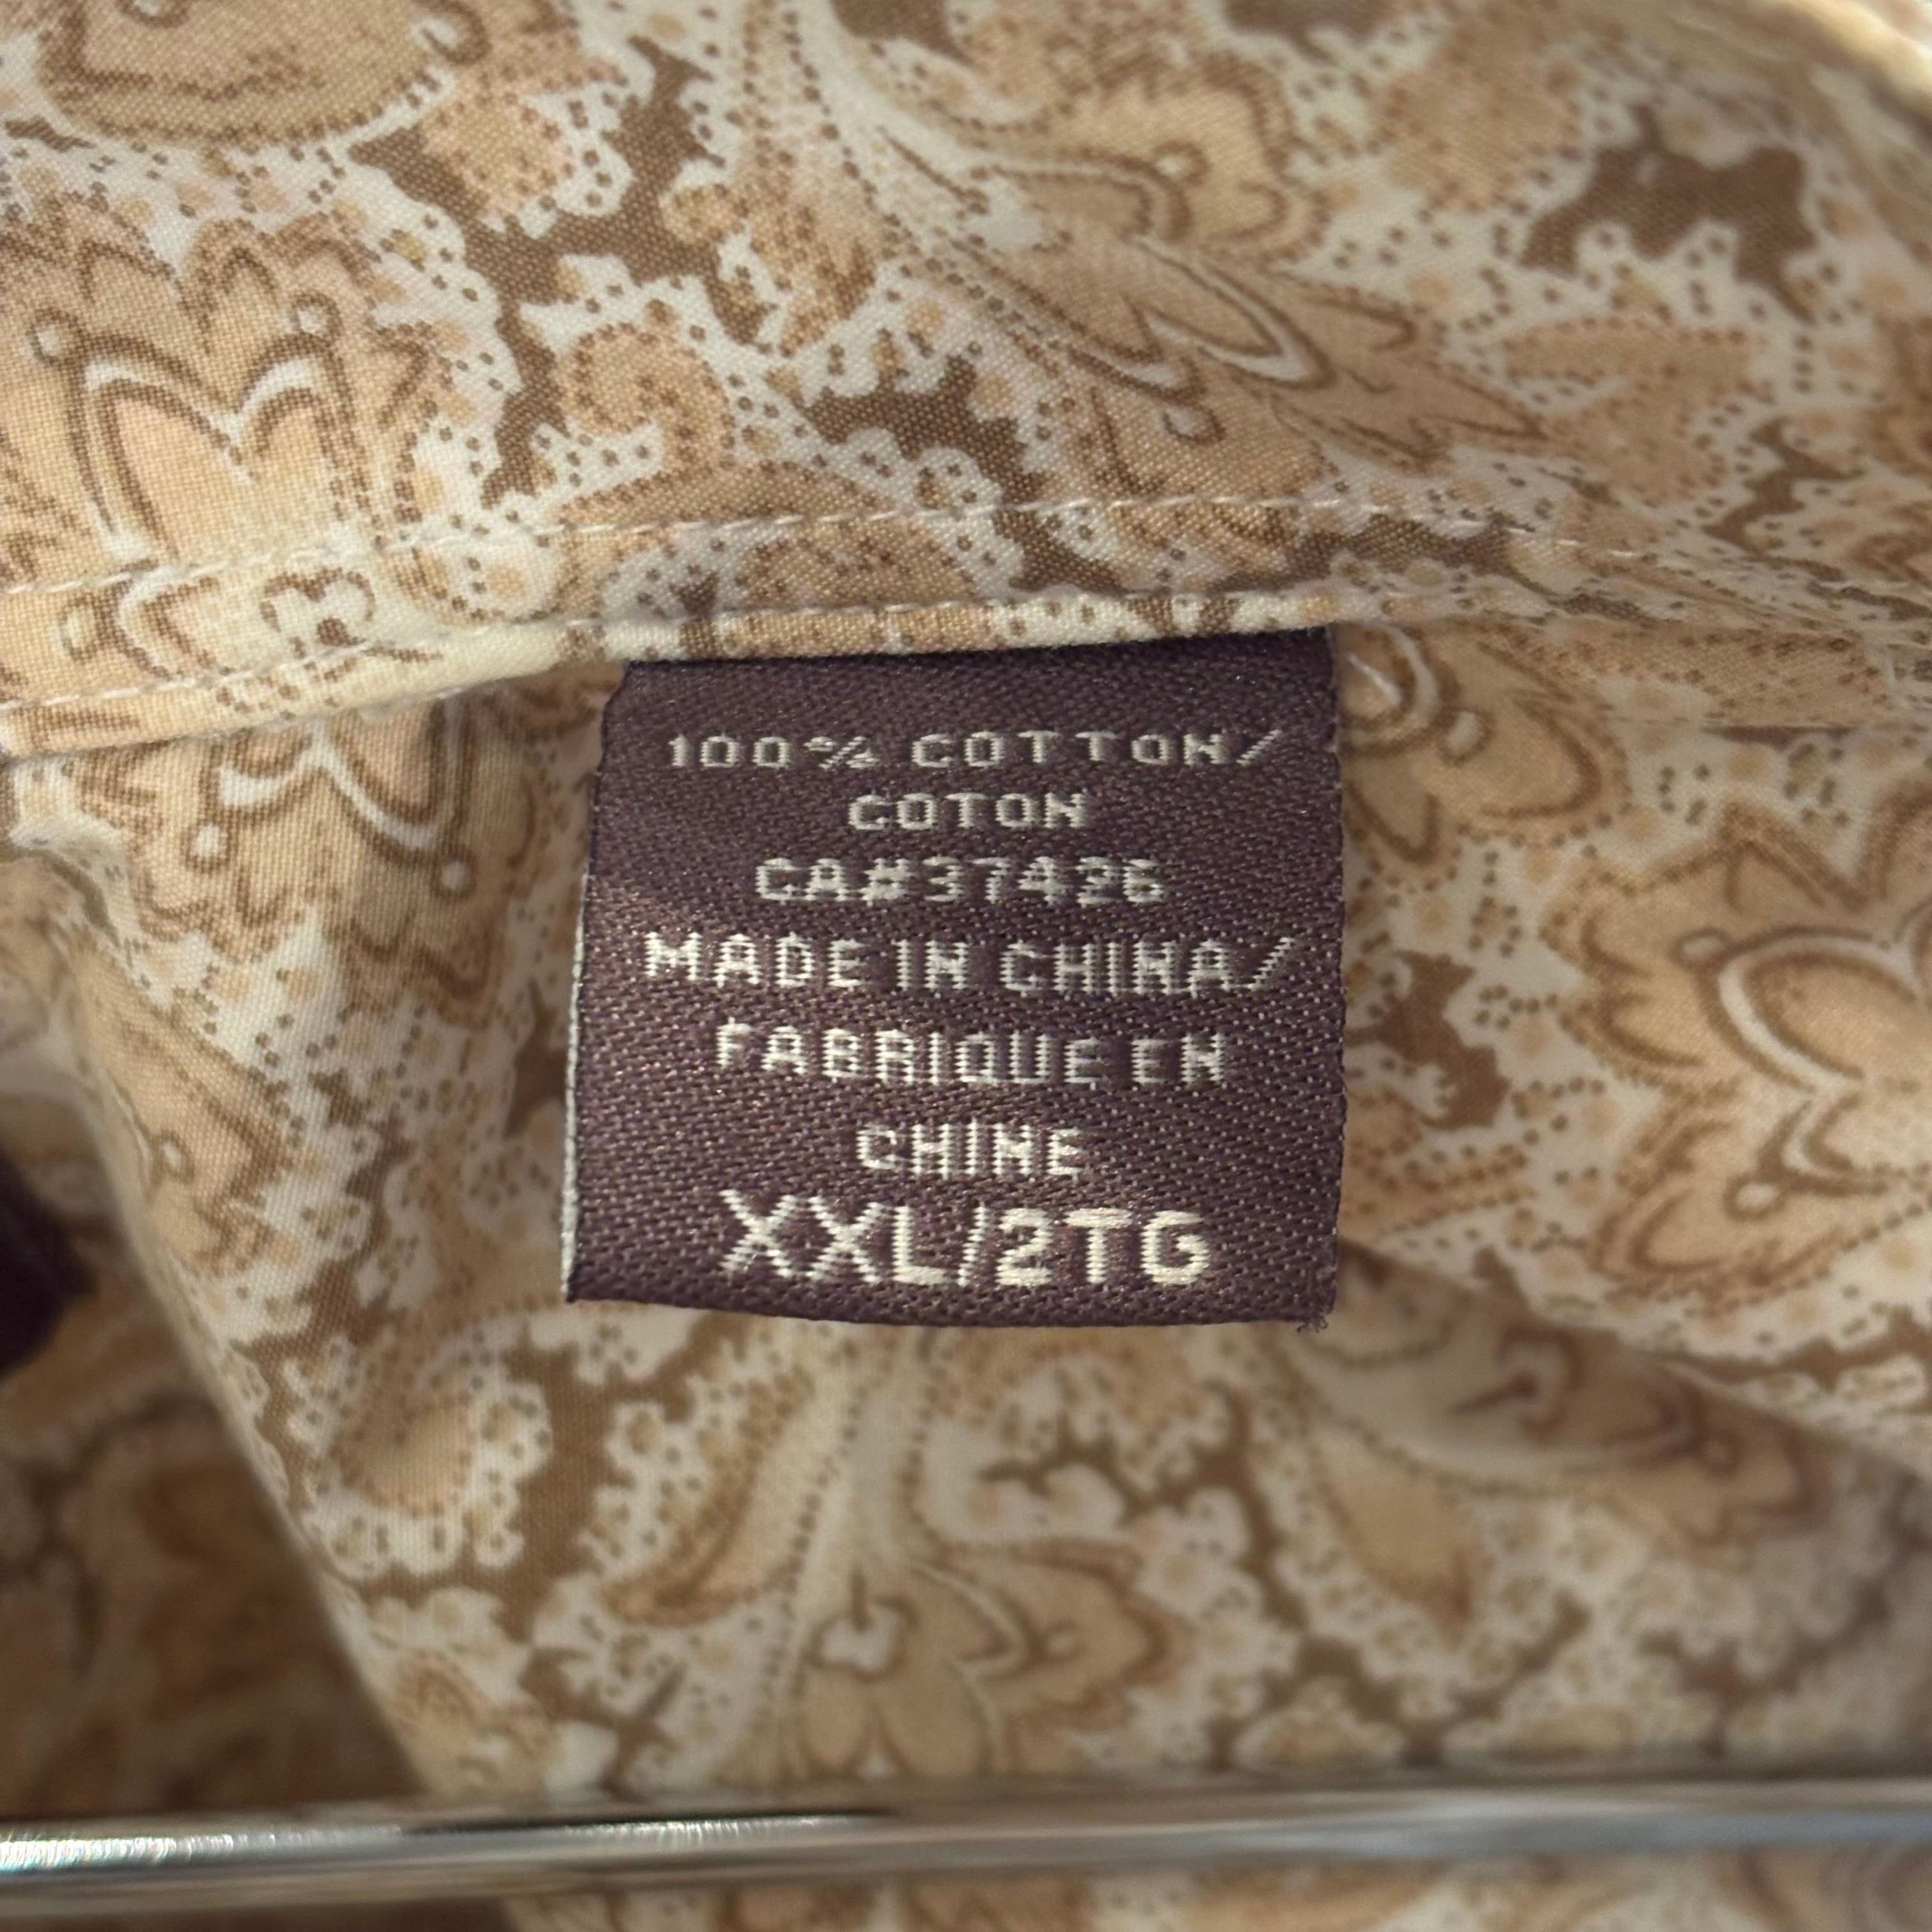 100% COTTON/
COTON
CA#37426
MADE IN CHINA/
FABRIQUE EN
CHINE
XXL/2TG